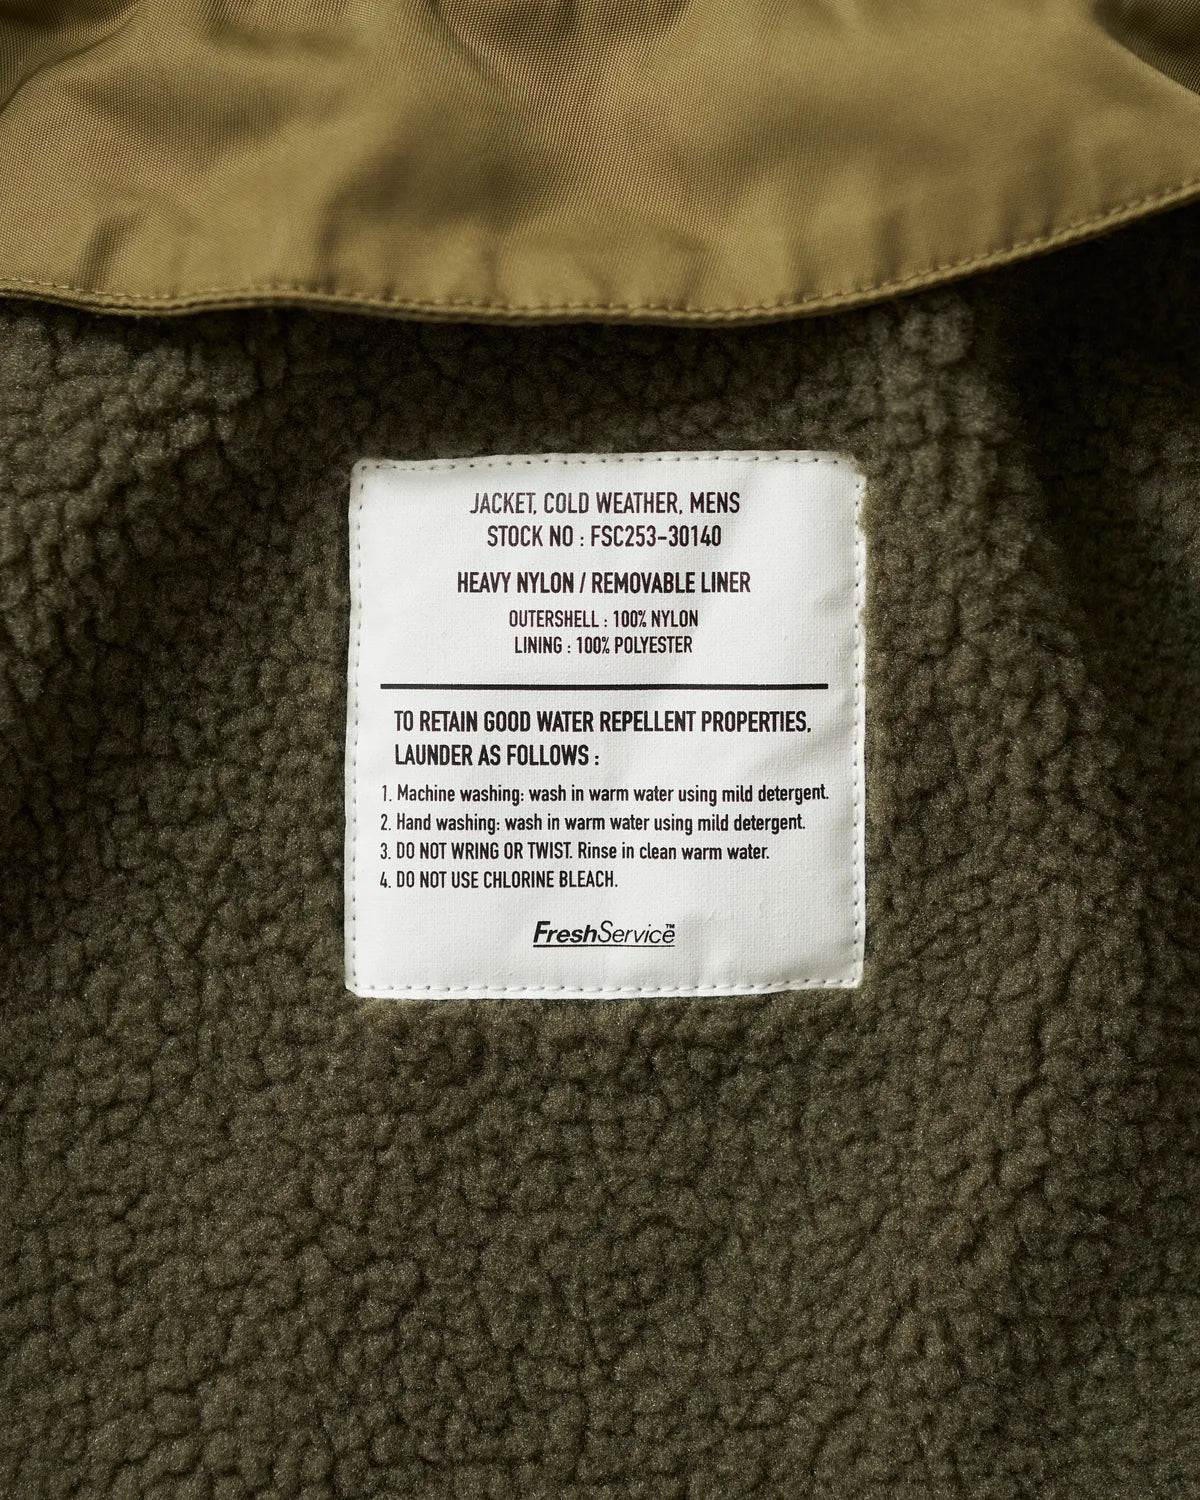 JACKET, COLD WEATHER, MENS
STOCK NO : FSC253-30140
HEAVY NYLON / REMOVABLE LINER
OUTERSHELL : 100% NYLON
LINING : 100% POLYESTER
TO RETAIN GOOD WATER REPELLENT PROPERTIES,
LAUNDER AS FOLLOWS :
1. Machine washing: wash in warm water using mild detergent.
2. Hand washing: wash in warm water using mild detergent.
3. DO NOT WRING OR TWIST. Rinse in clean warm water.
4. DO NOT USE CHLORINE BLEACH.
FreshService™